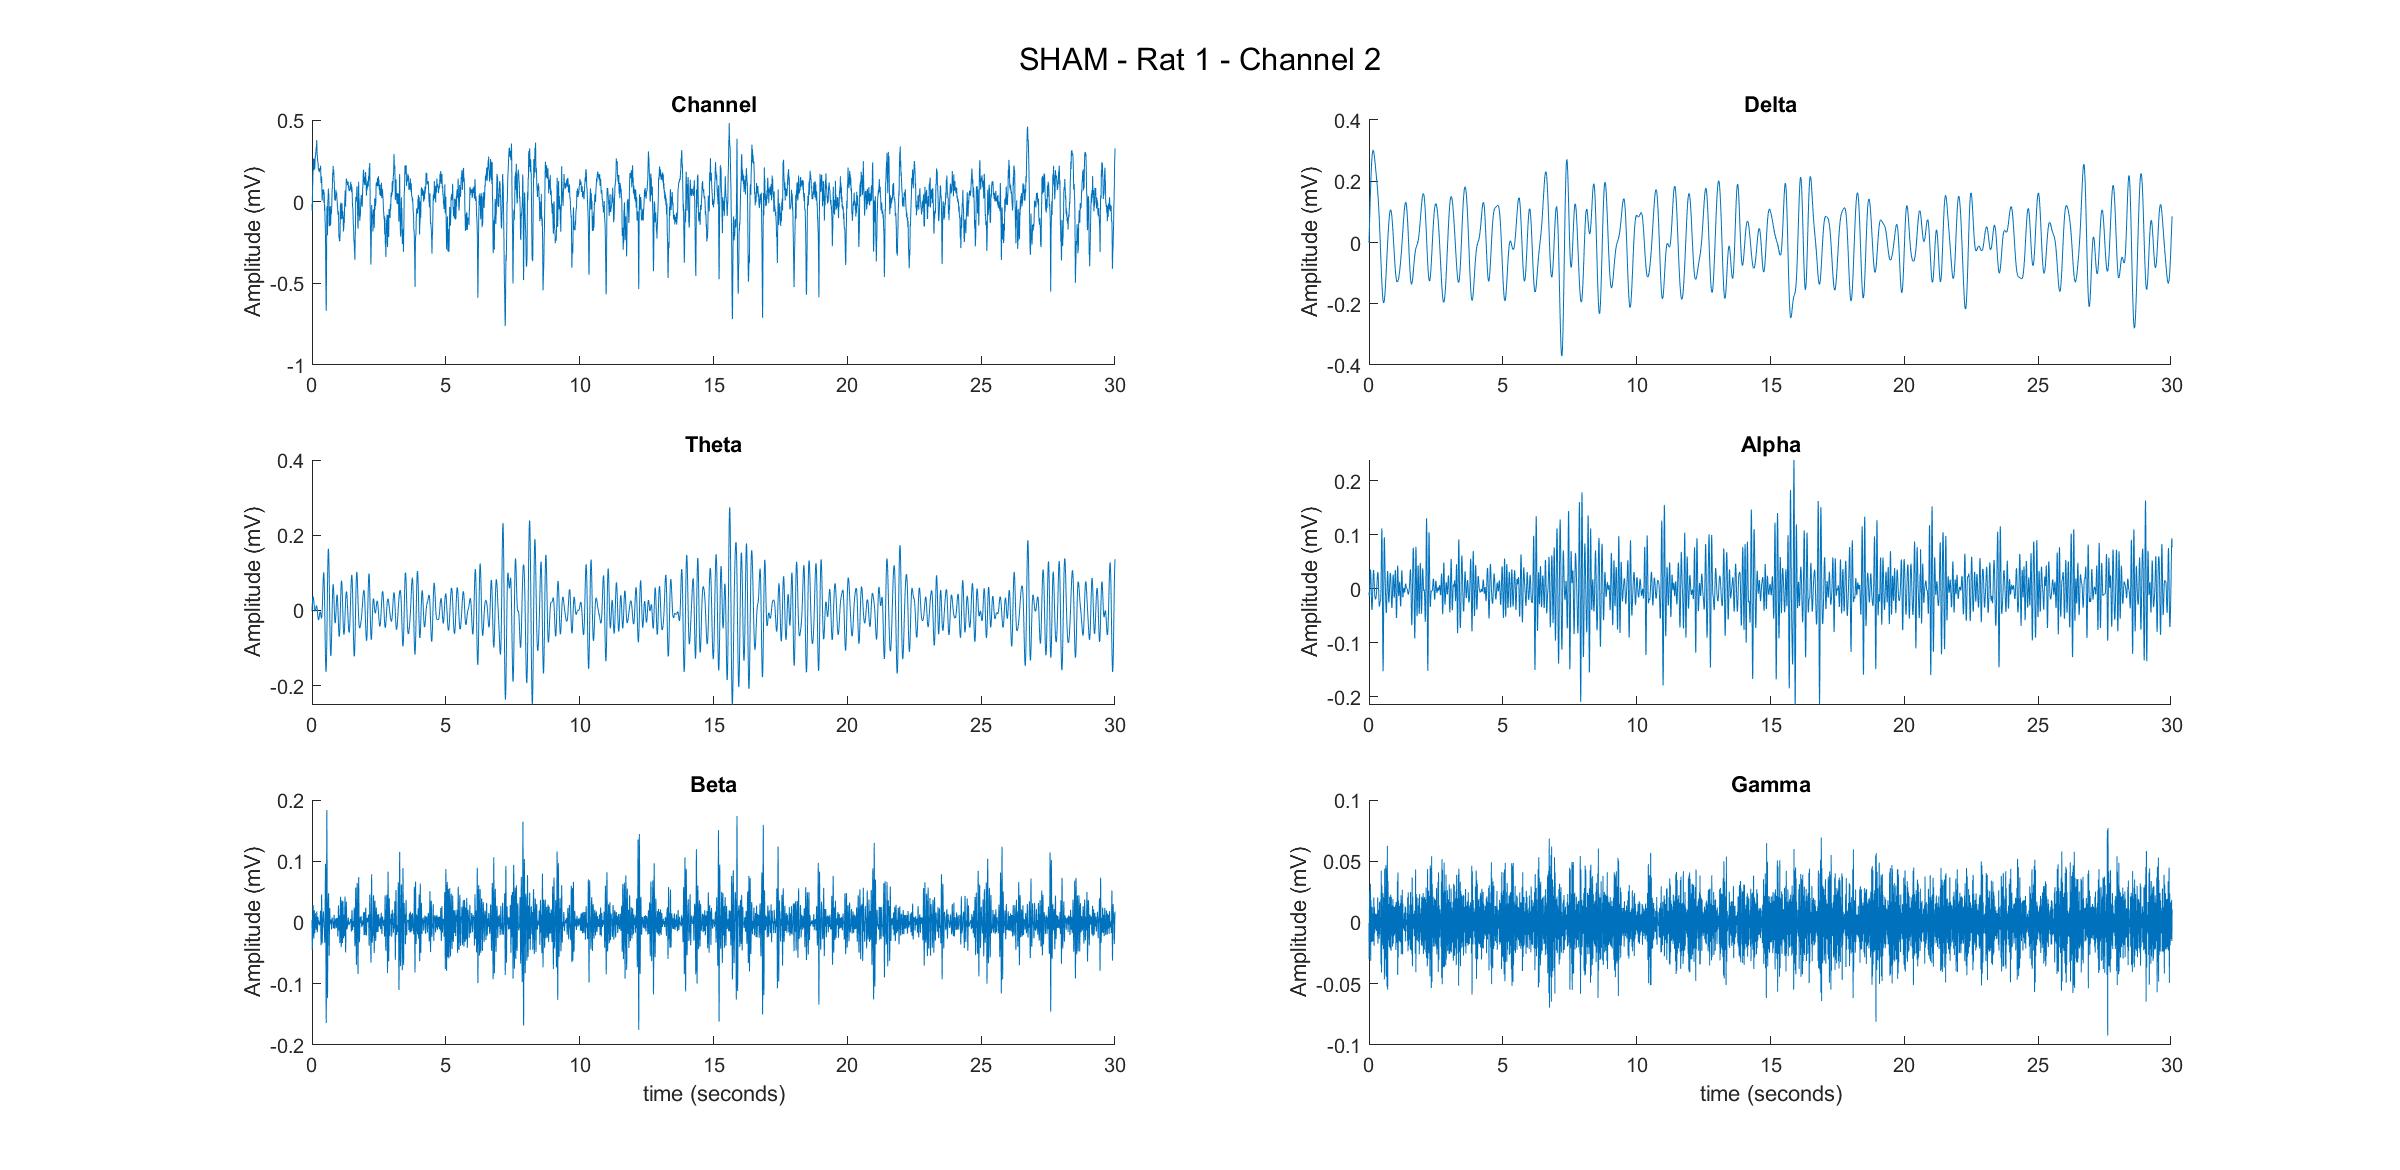 SHAM - Rat 1 - Channel 2
Channel
0.5
0
-0.5
-1
Amplitude (mV)
0 5 10 15 20 25 30
Delta
0.4
0.2
0
-0.2
-0.4
Amplitude (mV)
0 5 10 15 20 25 30
Theta
0.4
0.2
0
-0.2
Amplitude (mV)
0 5 10 15 20 25 30
Alpha
0.2
0.1
0
-0.1
-0.2
Amplitude (mV)
0 5 10 15 20 25 30
Beta
0.2
0.1
0
-0.1
-0.2
Amplitude (mV)
0 5 10 15 20 25 30
time (seconds)
Gamma
0.1
0.05
0
-0.05
-0.1
Amplitude (mV)
0 5 10 15 20 25 30
time (seconds)